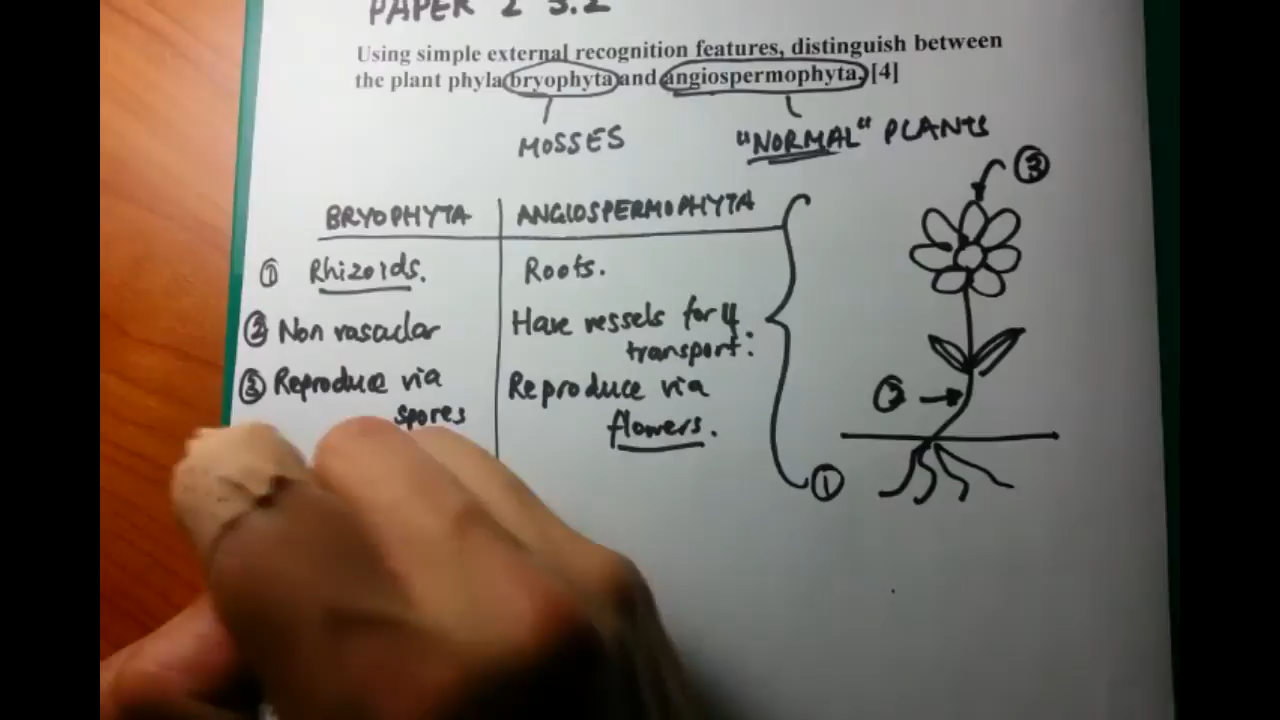 PAPER 2 5.2
Using simple external recognition features, distinguish between
the plant phyla bryophyta and angiospermophyta. [4]
MOSSES
"NORMAL" PLANTS
BRYOPHYTA
ANGIOSPERMOPHYTA
① Rhizoids.
Roots.
② Non vasaclar
Have vessels for
transport.
③ Reproduce via
spores
Reproduce via
flowers.
③
②
①